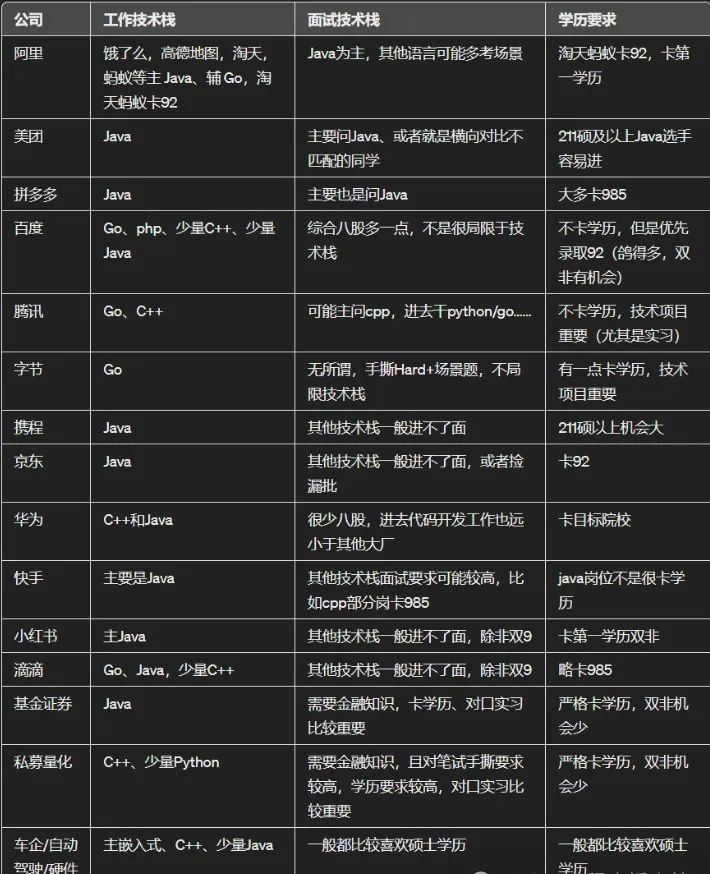 公司 工作技术栈 面试技术栈 学历要求
阿里 饿了么，高德地图，淘天， Java为主，其他语言可能多考场景 淘天蚂蚁卡92，卡第
蚂蚁等主 Java、辅 Go，淘 一学历
天蚂蚁卡92
美团 Java 主要问Java、或者就是横向对比不 211硕及以上Java选手
匹配的同学 容易进
拼多多 Java 主要也是问Java 大多卡985
百度 Go、php、少量C++、少量 综合八股多一点，不是很局限于技 不卡学历，但是优先
Java 术栈 录取92（鸽得多，双
非有机会）
腾讯 Go、C++ 可能主问cpp，进去干python/go…… 不卡学历，技术项目
重要（尤其是实习）
字节 Go 无所谓，手撕Hard+场景题，不局 有一点卡学历，技术
限技术栈 项目重要
携程 Java 其他技术栈一般进不了面 211硕以上机会大
京东 Java 其他技术栈一般进不了面，或者捡 卡92
漏批
华为 C++和Java 很少八股，进去代码开发工作也远 卡目标院校
小于其他大厂
快手 主要是Java 其他技术栈面试要求可能较高，比 java岗位不是很卡学
如cpp部分岗卡985 历
小红书 主Java 其他技术栈一般进不了面，除非双9 卡第一学历双非
滴滴 Go、Java，少量C++ 其他技术栈一般进不了面，除非双9 略卡985
基金证券 Java 需要金融知识，卡学历、对口实习 严格卡学历，双非机
比较重要 会少
私募量化 C++、少量Python 需要金融知识，且对笔试手撕要求 严格卡学历，双非机
较高，学历要求较高，对口实习比 会少
较重要
车企/自动 主嵌入式、C++、少量Java 一般都比较喜欢硕士学历 一般都比较喜欢硕士
驾驶/硬件 学历